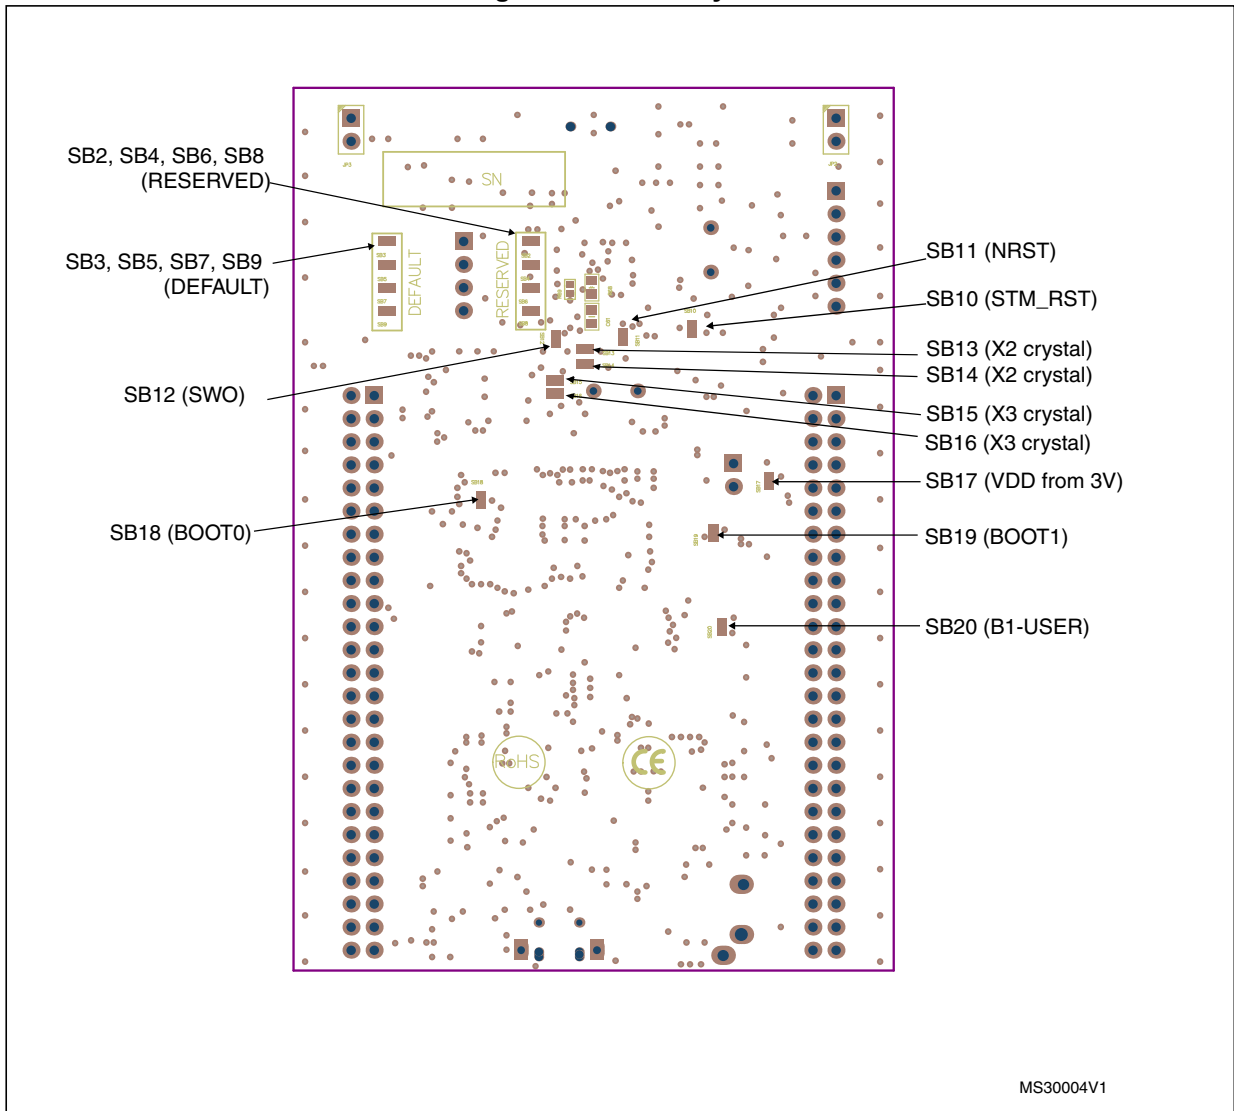 SN
SB2, SB4, SB6, SB8
(RESERVED)
SB3, SB5, SB7, SB9
(DEFAULT)
DEFAULT
RESERVED
SB11 (NRST)
SB10 (STM_RST)
SB13 (X2 crystal)
SB14 (X2 crystal)
SB12 (SWO)
SB15 (X3 crystal)
SB16 (X3 crystal)
SB17 (VDD from 3V)
SB18 (BOOT0)
SB19 (BOOT1)
SB20 (B1-USER)
RoHS
CE
MS30004V1